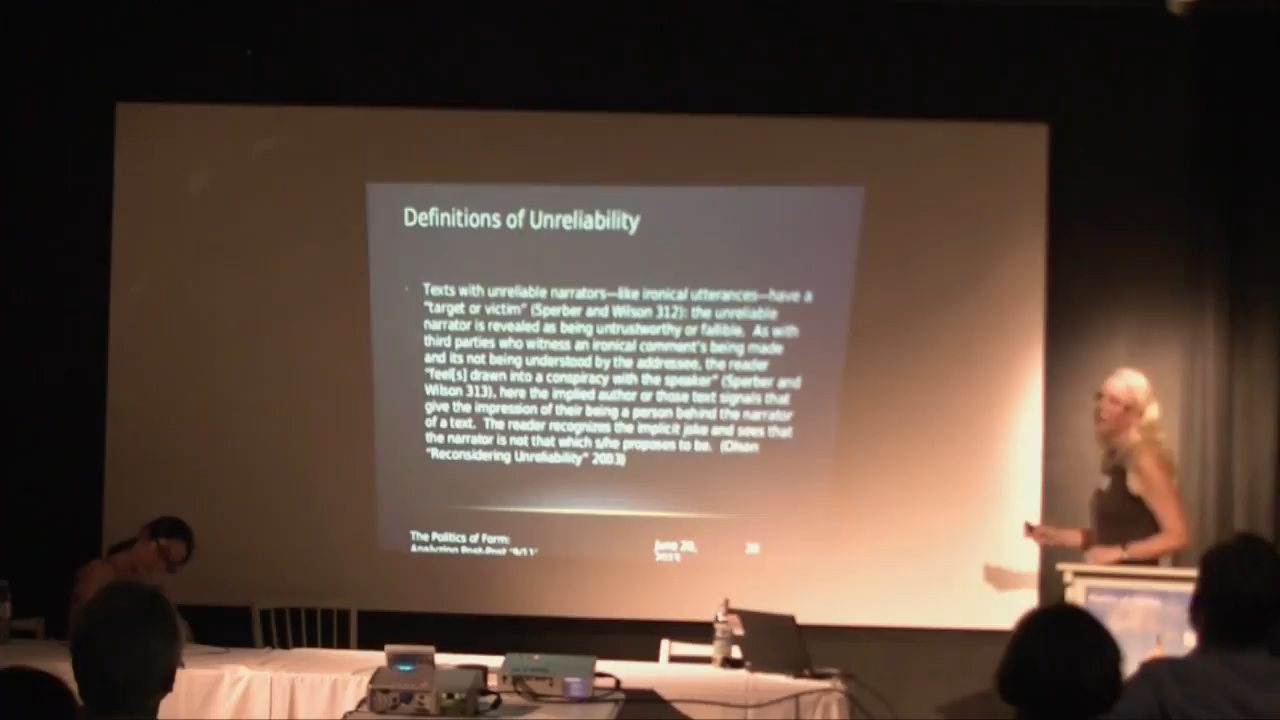 Definitions of Unreliability
Texts with unreliable narrators—like ironical utterances—have a
"target or victim" (Sperber and Wilson 312): the unreliable
narrator is revealed as being untrustworthy or fallible. As with
third parties who witness an ironical comment's being made
and its not being understood by the addressee, the reader
"feel[s] drawn into a conspiracy with the speaker" (Sperber and
Wilson 313), here the implied author or those text signals that
give the impression of their being a person behind the narrator
of a text. The reader recognizes the implicit joke and sees that
the narrator is not that which s/he proposes to be. (Olson
"Reconsidering Unreliability" 2003)
The Politics of Form:
Analyzing Post-Post "9/11"
June 20,